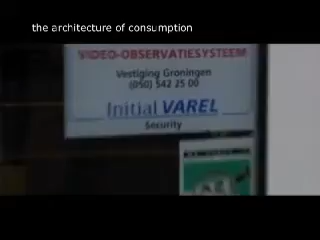 the architecture of consumption
VIDEO-OBSERVATIESYSTEEM
Vestiging Groningen
(050) 542 25 00
Initial VAREL
Security